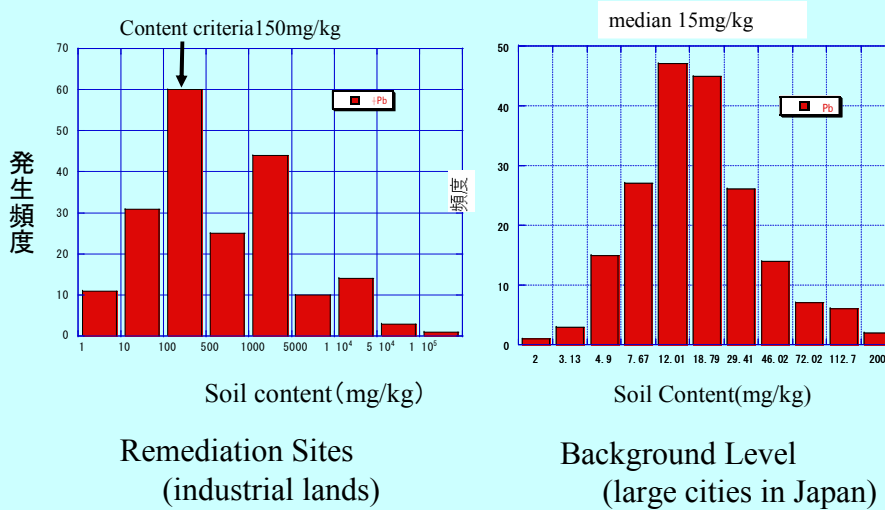 Content criteria150mg/kg
70
60
50
40
30
20
10
0
発生頻度
+Pb
1 10 100 500 1000 5000 1 10⁴ 5 10⁴ 1 10⁵
Soil content(mg/kg)
Remediation Sites
(industrial lands)
median 15mg/kg
50
40
30
20
10
0
頻度
Pb
2 3.13 4.9 7.67 12.01 18.79 29.41 46.02 72.02 112.7 200
Soil Content(mg/kg)
Background Level
(large cities in Japan)